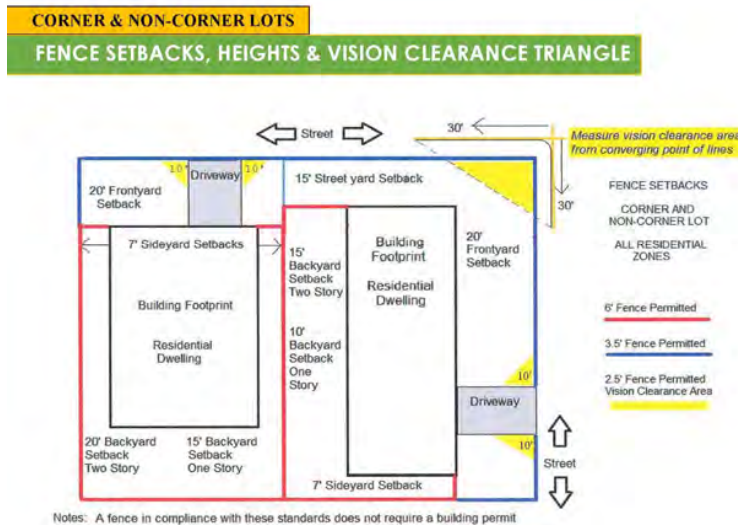 CORNER & NON-CORNER LOTS
FENCE SETBACKS, HEIGHTS & VISION CLEARANCE TRIANGLE
Street
30'
Measure vision clearance area
from converging point of lines
30'
10'
Driveway
10'
20' Frontyard
Setback
15' Street yard Setback
FENCE SETBACKS
CORNER AND
NON-CORNER LOT
ALL RESIDENTIAL
ZONES
7' Sideyard Setbacks
15'
Backyard
Setback
Two Story
Building
Footprint
Residential
Dwelling
20'
Frontyard
Setback
Building Footprint
Residential
Dwelling
10'
Backyard
Setback
One
Story
6' Fence Permitted
3.5' Fence Permitted
2.5' Fence Permitted
Vision Clearance Area
10'
Driveway
10'
Street
20' Backyard
Setback
Two Story
15' Backyard
Setback
One Story
7' Sideyard Setback
Notes: A fence in compliance with these standards does not require a building permit